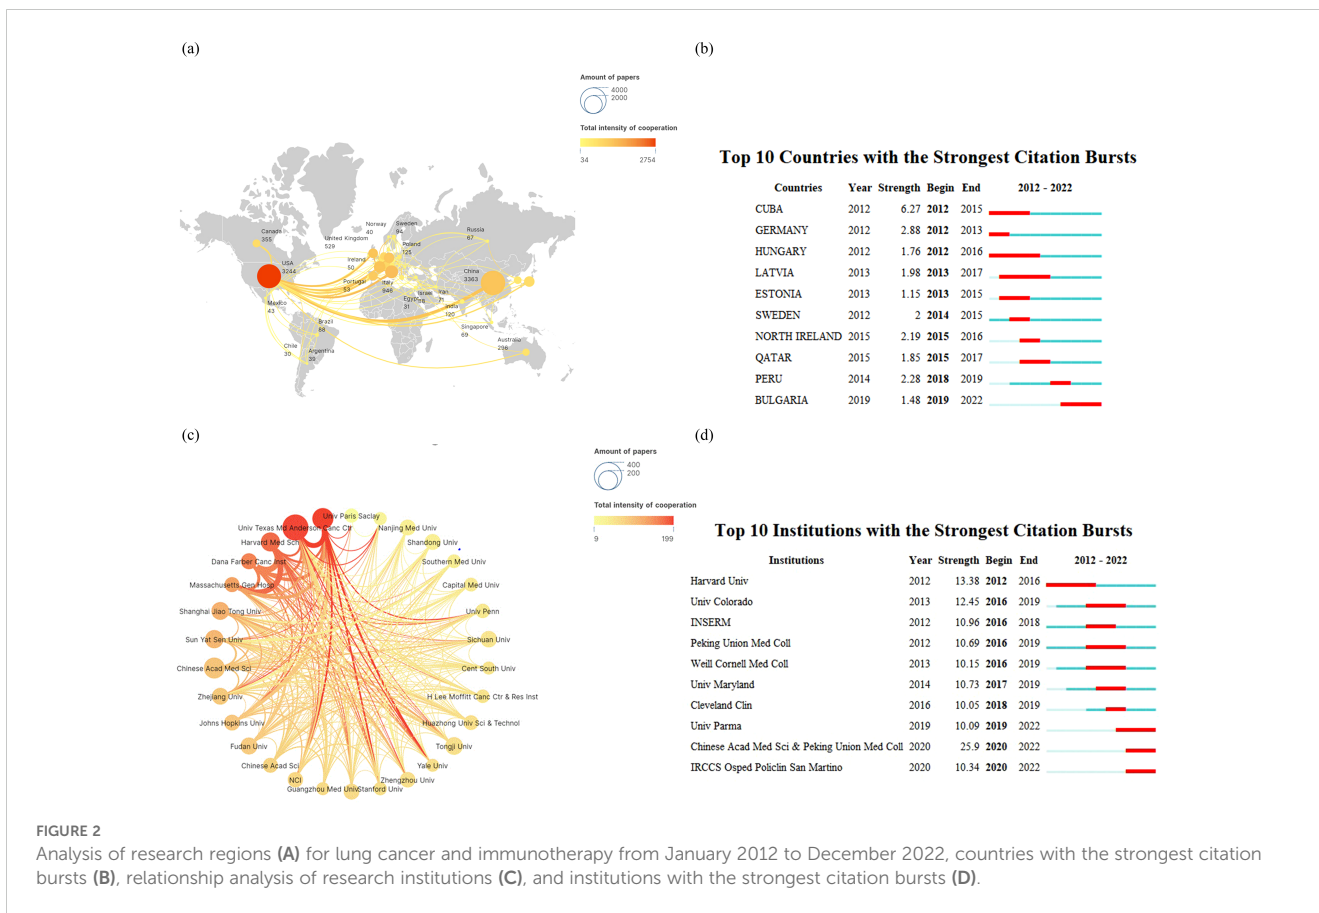 (a)
Amount of papers
4000
2000
Total intensity of cooperation
34 2754
Canada
355
USA
3244
Mexico
43
Brazil
88
Chile
30
Argentina
39
Norway
40
Sweden
94
United Kingdom
529
Ireland
50
Portugal
53
Poland
125
Italy
946
Egypt
31
Israel
Iran
71
India
120
Russia
67
China
3363
Singapore
69
Australia
236
(b)
Top 10 Countries with the Strongest Citation Bursts
Countries Year Strength Begin End 2012 - 2022
CUBA 2012 6.27 2012 2015
GERMANY 2012 2.88 2012 2013
HUNGARY 2012 1.76 2012 2016
LATVIA 2013 1.98 2013 2017
ESTONIA 2013 1.15 2013 2015
SWEDEN 2012 2 2014 2015
NORTH IRELAND 2015 2.19 2015 2016
QATAR 2015 1.85 2015 2017
PERU 2014 2.28 2018 2019
BULGARIA 2019 1.48 2019 2022
(c)
Amount of papers
400
200
Total intensity of cooperation
9 199
Univ Paris Saclay
Nanjing Med Univ
Shandong Univ
Southern Med Univ
Capital Med Univ
Univ Penn
Sichuan Univ
Cent South Univ
H Lee Moffitt Canc Ctr & Res Inst
Huazhong Univ Sci & Technol
Tongji Univ
Yale Univ
Zhengzhou Univ
Stanford Univ
Guangzhou Med Univ
NCI
Chinese Acad Sci
Fudan Univ
Johns Hopkins Univ
Zhejiang Univ
Chinese Acad Med Sci
Sun Yat Sen Univ
Shanghai Jiao Tong Univ
Massachusetts Gen Hosp
Dana Farber Canc Inst
Harvard Med Sch
Univ Texas Md Anderson Canc Ctr
(d)
Top 10 Institutions with the Strongest Citation Bursts
Institutions Year Strength Begin End 2012 - 2022
Harvard Univ 2012 13.38 2012 2016
Univ Colorado 2013 12.45 2016 2019
INSERM 2012 10.96 2016 2018
Peking Union Med Coll 2012 10.69 2016 2019
Weill Cornell Med Coll 2013 10.15 2016 2019
Univ Maryland 2014 10.73 2017 2019
Cleveland Clin 2016 10.05 2018 2019
Univ Parma 2019 10.09 2019 2022
Chinese Acad Med Sci & Peking Union Med Coll 2020 25.9 2020 2022
IRCCS Osped Policlin San Martino 2020 10.34 2020 2022
FIGURE 2
Analysis of research regions (A) for lung cancer and immunotherapy from January 2012 to December 2022, countries with the strongest citation
bursts (B), relationship analysis of research institutions (C), and institutions with the strongest citation bursts (D).